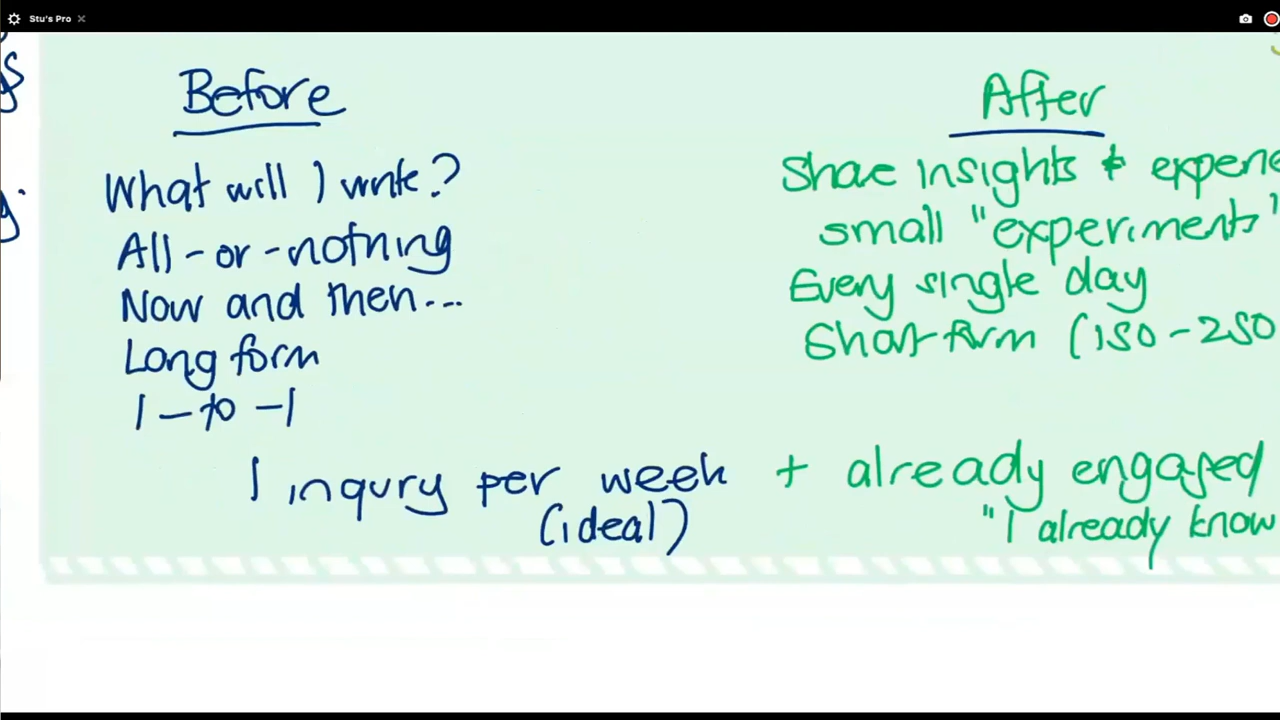 Stu's Pro
Before
What will I write?
All-or-nothing
Now and then...
Long form
1-to-1
After
Share insights &
small "experiments"
Every single day
Short-form (150-250
1 inqury per week
(ideal)
+ already engaged
"I already know